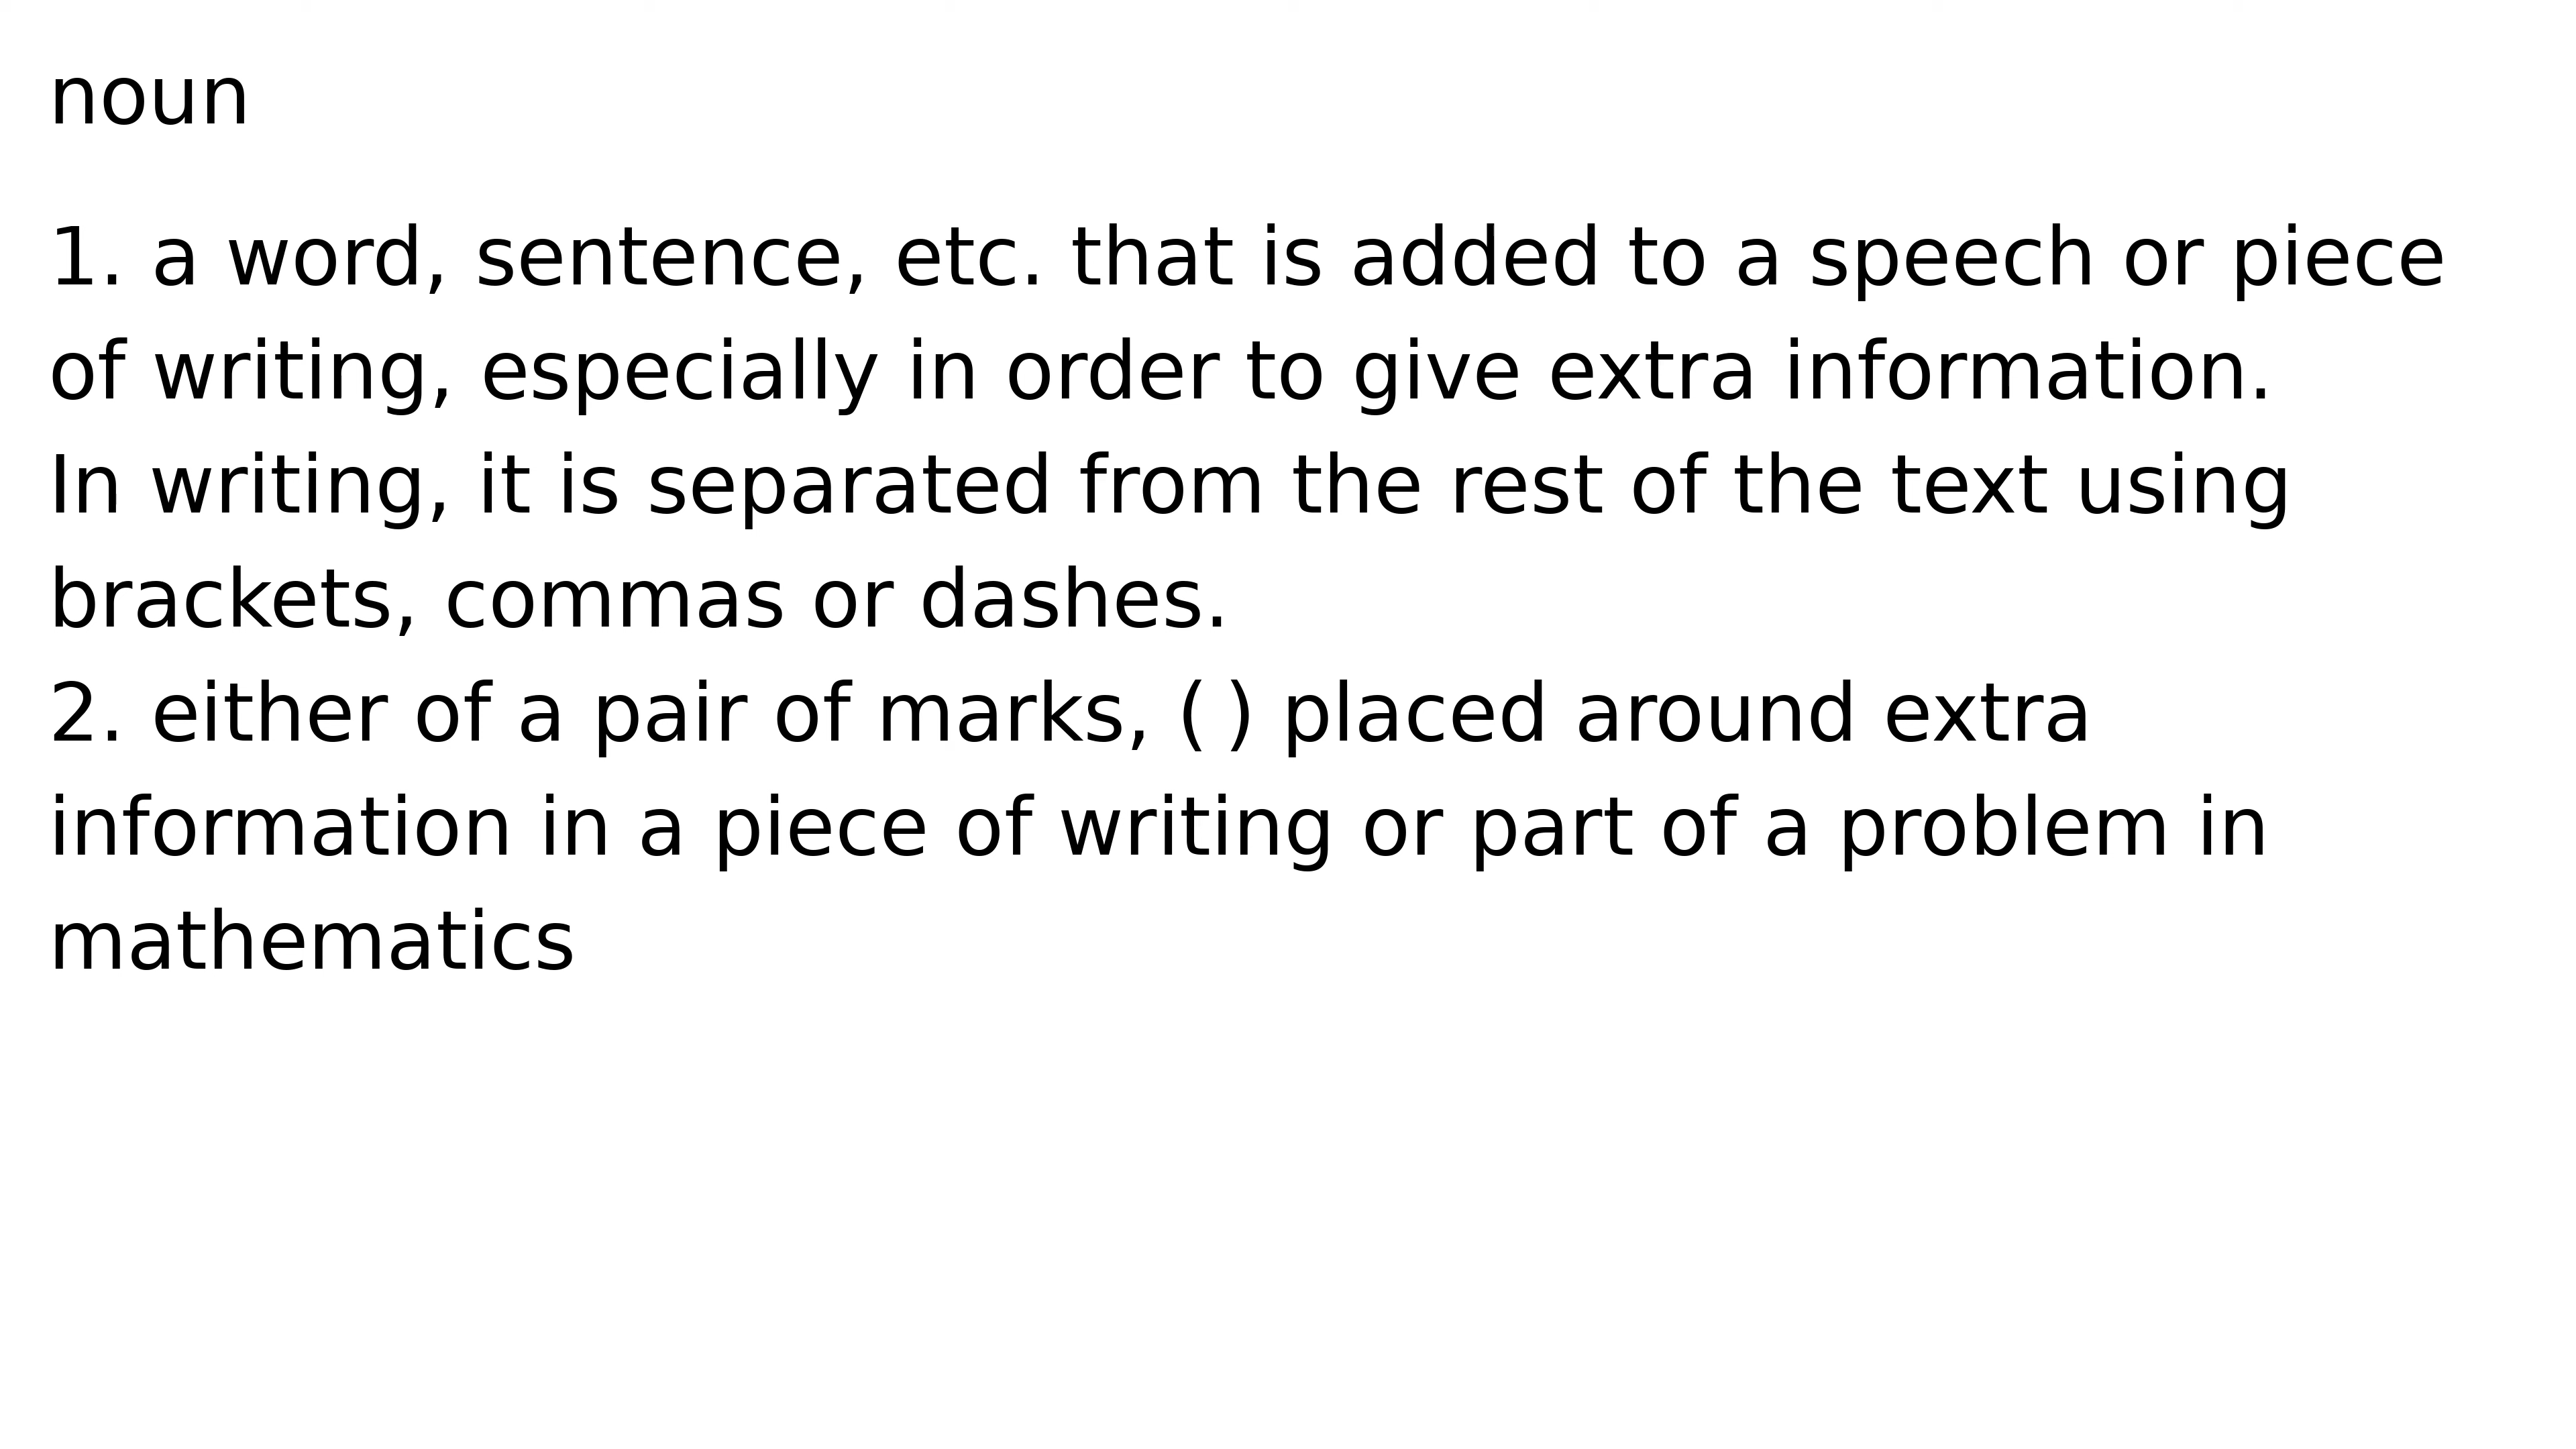 noun
1. a word, sentence, etc. that is added to a speech or piece
of writing, especially in order to give extra information.
In writing, it is separated from the rest of the text using
brackets, commas or dashes.
2. either of a pair of marks, ( ) placed around extra
information in a piece of writing or part of a problem in
mathematics